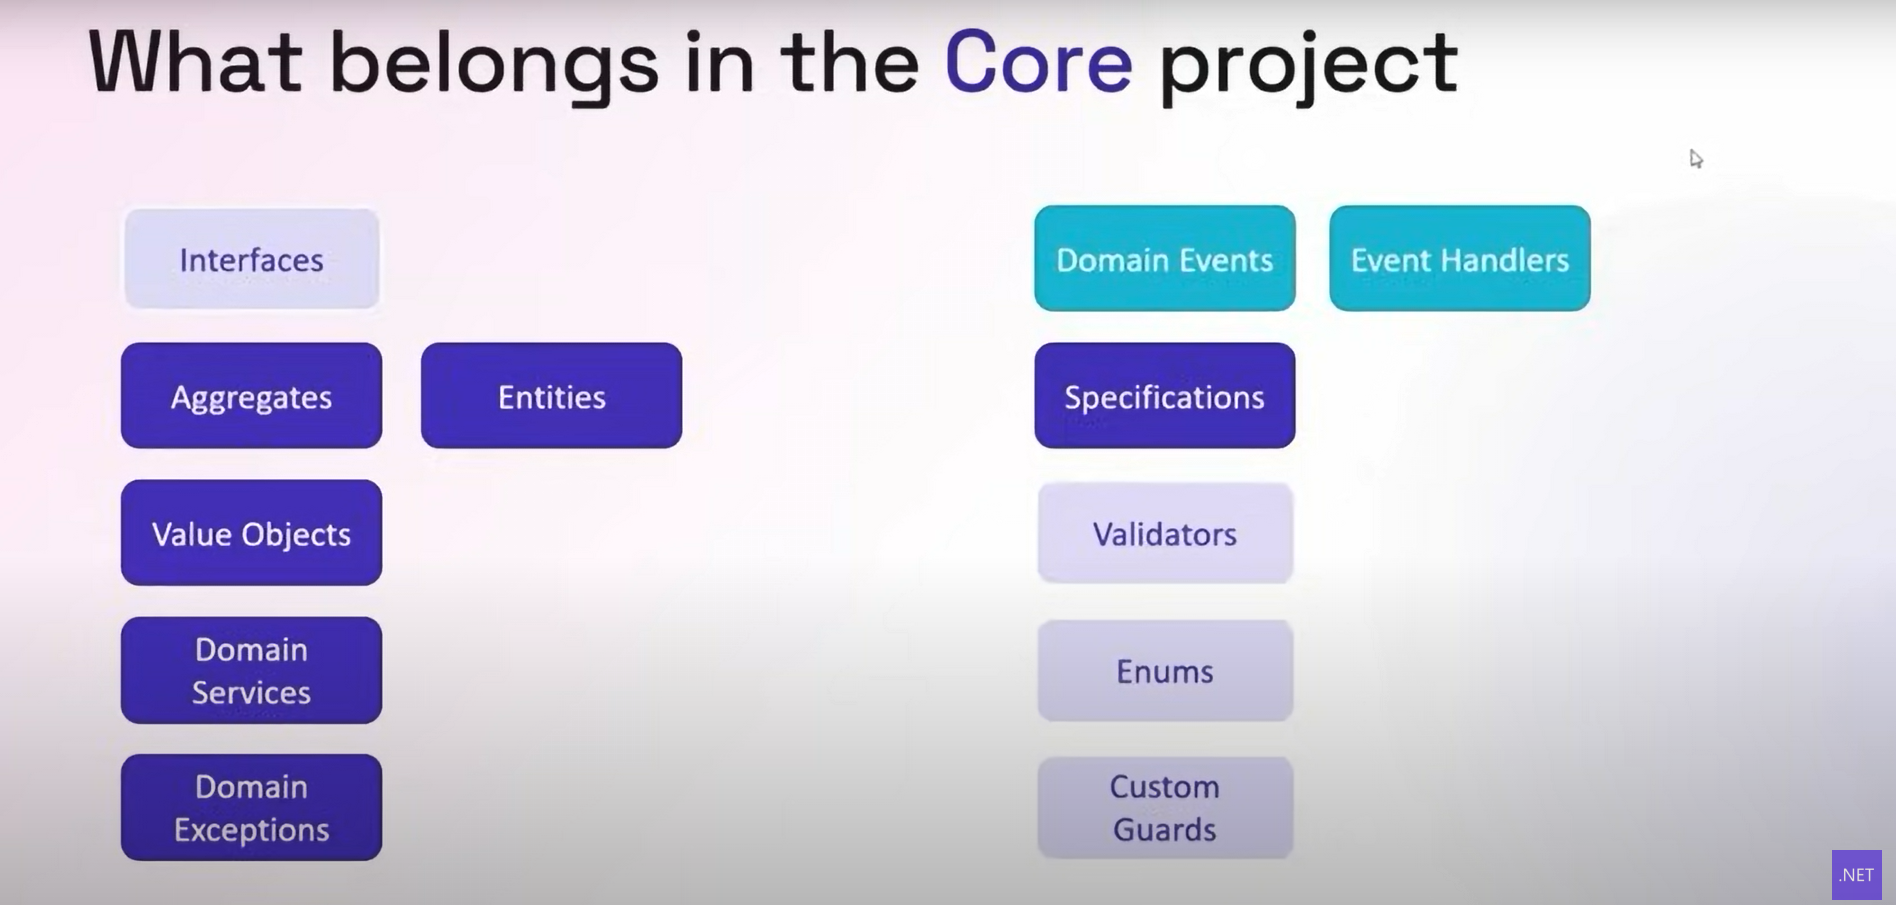 What belongs in the Core project
Interfaces
Aggregates
Entities
Value Objects
Domain
Services
Domain
Exceptions
Domain Events
Event Handlers
Specifications
Validators
Enums
Custom
Guards
.NET